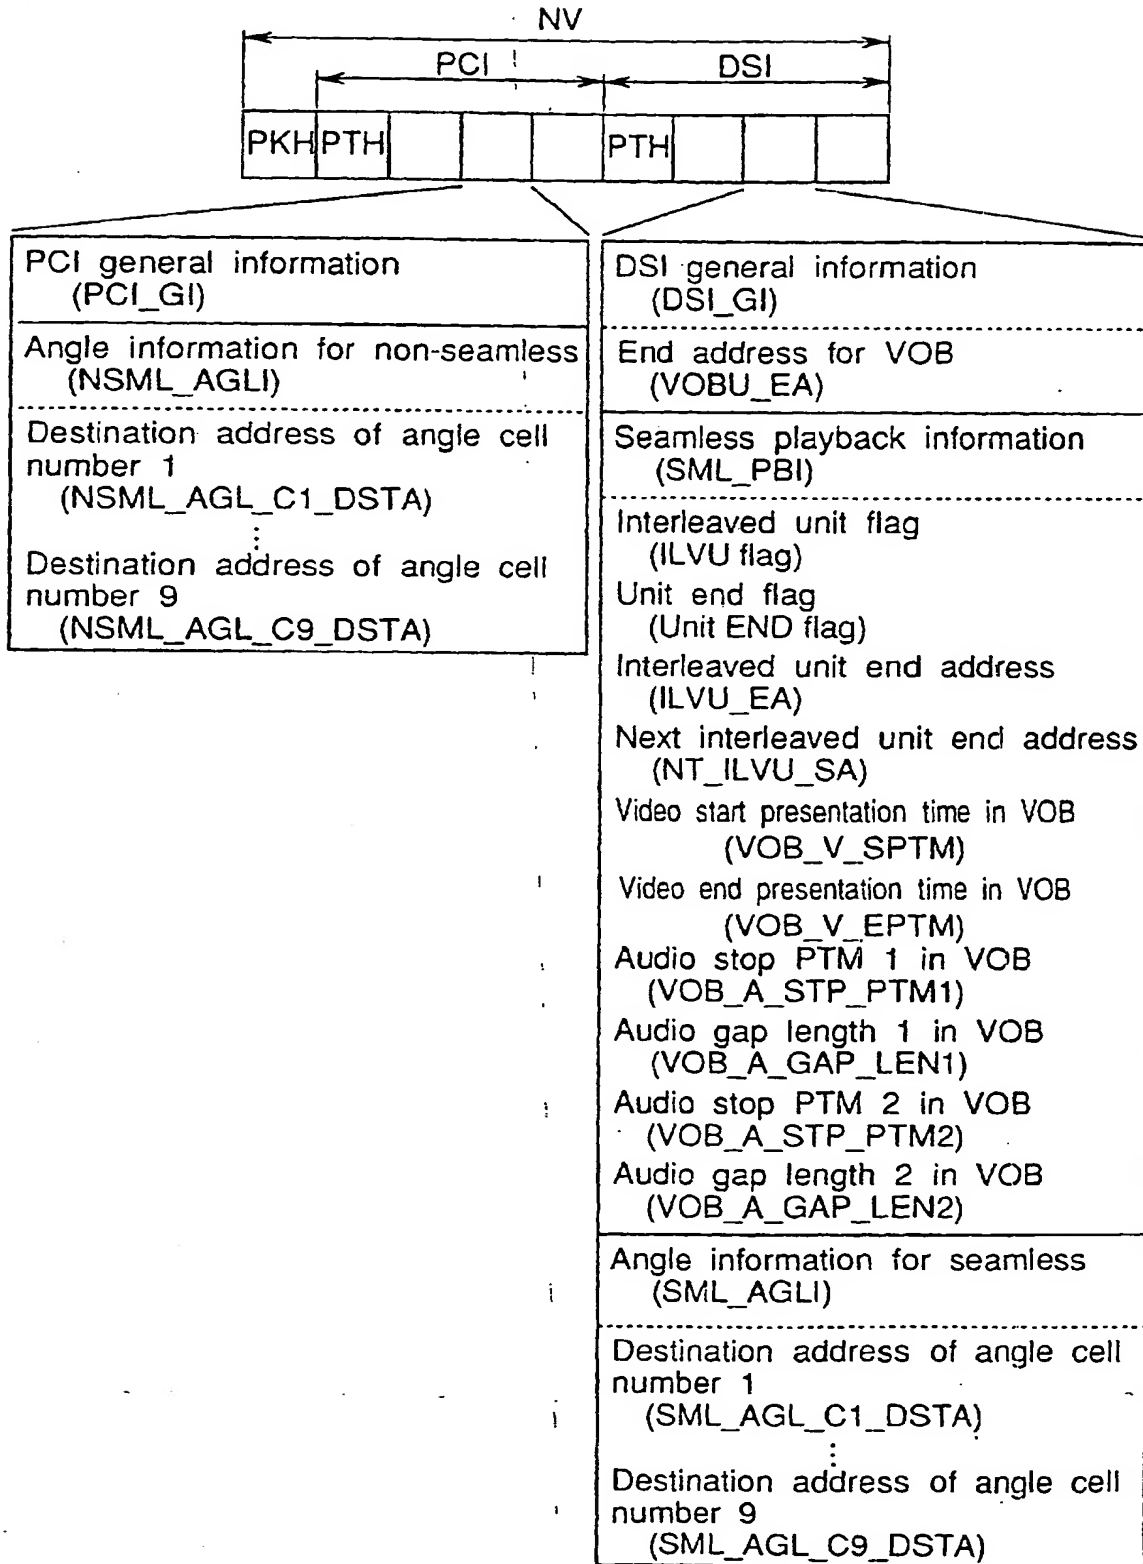 NV
PCI
DSI
PKH PTH PTH
PCI general information
(PCI_GI)
Angle information for non-seamless
(NSML_AGLI)
Destination address of angle cell
number 1
(NSML_AGL_C1_DSTA)
Destination address of angle cell
number 9
(NSML_AGL_C9_DSTA)
DSI general information
(DSI_GI)
End address for VOB
(VOBU_EA)
Seamless playback information
(SML_PBI)
Interleaved unit flag
(ILVU flag)
Unit end flag
(Unit END flag)
Interleaved unit end address
(ILVU_EA)
Next interleaved unit end address
(NT_ILVU_SA)
Video start presentation time in VOB
(VOB_V_SPTM)
Video end presentation time in VOB
(VOB_V_EPTM)
Audio stop PTM 1 in VOB
(VOB_A_STP_PTM1)
Audio gap length 1 in VOB
(VOB_A_GAP_LEN1)
Audio stop PTM 2 in VOB
(VOB_A_STP_PTM2)
Audio gap length 2 in VOB
(VOB_A_GAP_LEN2)
Angle information for seamless
(SML_AGLI)
Destination address of angle cell
number 1
(SML_AGL_C1_DSTA)
Destination address of angle cell
number 9
(SML_AGL_C9_DSTA)